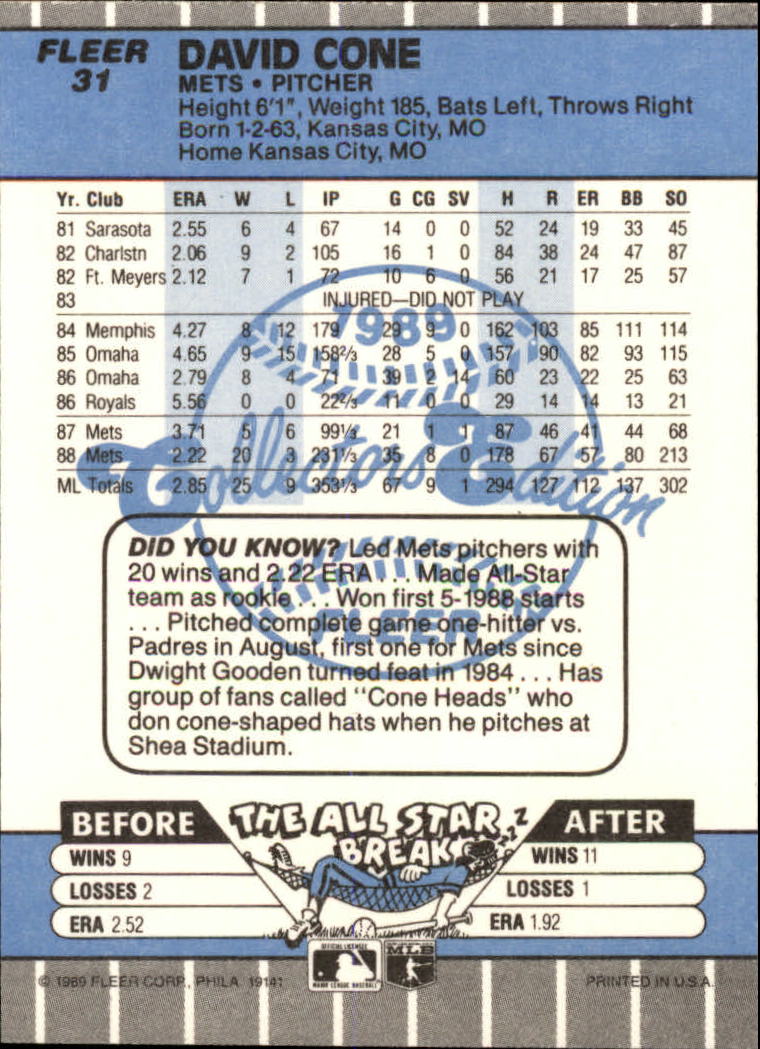 FLEER DAVID CONE
31 METS • PITCHER
Height 6'1", Weight 185, Bats Left, Throws Right
Born 1-2-63, Kansas City, MO
Home Kansas City, MO
Yr. Club ERA W L IP G CG SV H R ER BB SO
81 Sarasota 2.55 6 4 67 14 0 0 52 24 19 33 45
82 Charlstn 2.06 9 2 105 16 1 0 84 38 24 47 87
82 Ft. Meyers 2.12 7 1 72 10 6 0 56 21 17 25 57
83 INJURED—DID NOT PLAY
84 Memphis 4.27 8 12 179 29 9 0 162 103 85 111 114
85 Omaha 4.65 9 15 158⅔ 28 5 0 157 90 82 93 115
86 Omaha 2.79 8 4 71 39 2 14 60 23 22 25 63
86 Royals 5.56 0 0 22⅔ 11 0 0 29 14 14 13 21
87 Mets 3.71 5 6 99⅓ 21 1 1 87 46 41 44 68
88 Mets 2.22 20 3 231⅓ 35 8 0 178 67 57 80 213
ML Totals 2.85 25 9 353⅓ 67 9 1 294 127 112 137 302
1989
Collectors Edition
FLEER
DID YOU KNOW? Led Mets pitchers with
20 wins and 2.22 ERA . . . Made All-Star
team as rookie . . . Won first 5-1988 starts
. . . Pitched complete game one-hitter vs.
Padres in August, first one for Mets since
Dwight Gooden turned feat in 1984 . . . Has
group of fans called "Cone Heads" who
don cone-shaped hats when he pitches at
Shea Stadium.
BEFORE THE ALL STAR BREAK ZZZ AFTER
WINS 9 WINS 11
LOSSES 2 LOSSES 1
ERA 2.52 ERA 1.92
OFFICIAL LICENSEE
MAJOR LEAGUE BASEBALL
MLB
© 1989 FLEER CORP., PHILA 19141 PRINTED IN U.S.A.